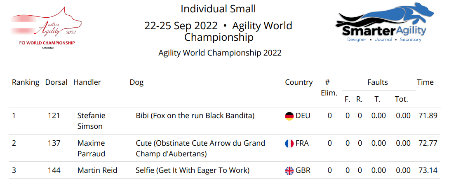 Individual Small
22-25 Sep 2022 • Agility World
Championship
Agility World Championship 2022
Agility
FCI WORLD CHAMPIONSHIP
SmarterAgility
Designer • Journal • Secretary
Ranking Dorsal Handler Dog Country # Elim. Faults Time
F. R. T. Tot.
1 121 Stefanie Simson Bibi (Fox on the run Black Bandita) DEU 0 0 0 0.00 0.00 71.89
2 137 Maxime Parraud Cute (Obstinate Cute Arrow du Grand Champ d'Aubertans) FRA 0 0 0 0.00 0.00 72.77
3 144 Martin Reid Selfie (Get It With Eager To Work) GBR 0 0 0 0.00 0.00 73.14